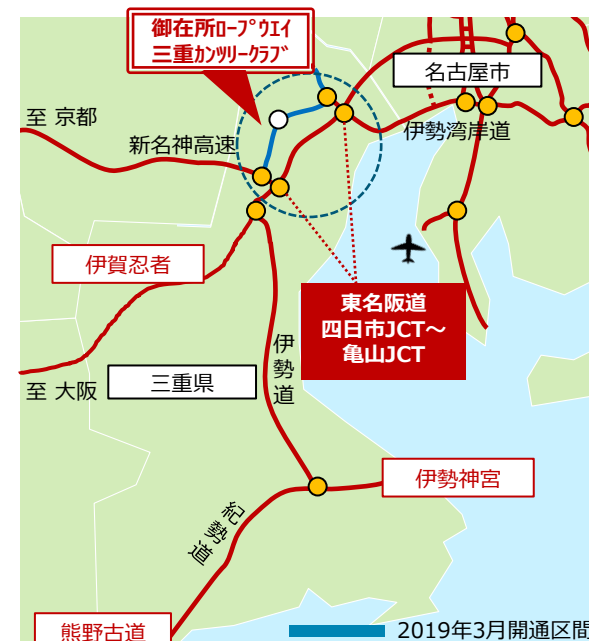 御在所ﾛｰﾌﾟｳｴｲ
三重ｶﾝﾂﾘｰｸﾗﾌﾞ
名古屋市
至 京都
伊勢湾岸道
新名神高速
伊賀忍者
東名阪道
四日市JCT～
亀山JCT
伊勢道
至 大阪
三重県
伊勢神宮
紀勢道
熊野古道
2019年3月開通区間